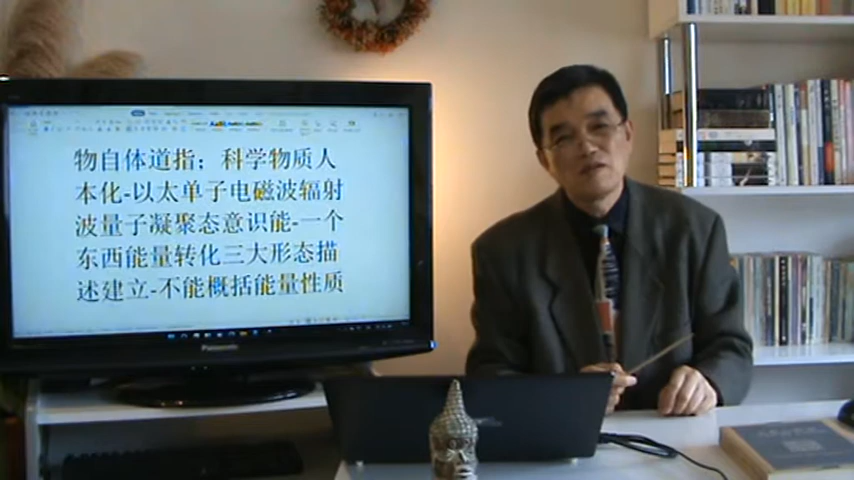 物自体道指；科学物质人
本化-以太单子电磁波辐射
波量子凝聚态意识能-一个
东西能量转化三大形态描
述建立-不能概括能量性质
Panasonic